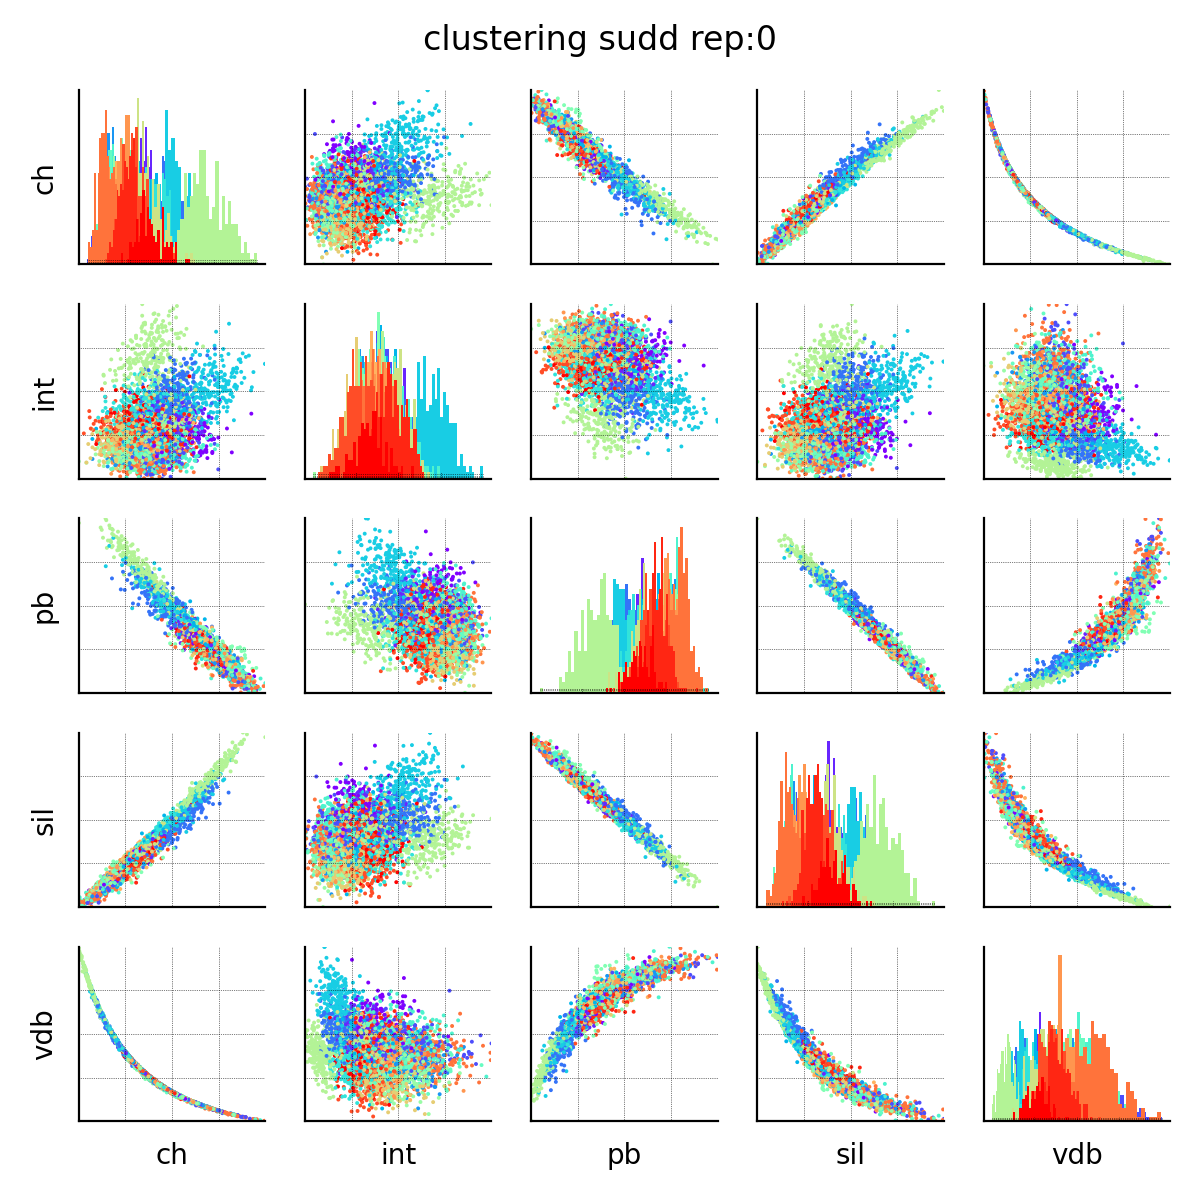 clustering sudd rep:0
ch
int
pb
sil
vdb
ch
int
pb
sil
vdb